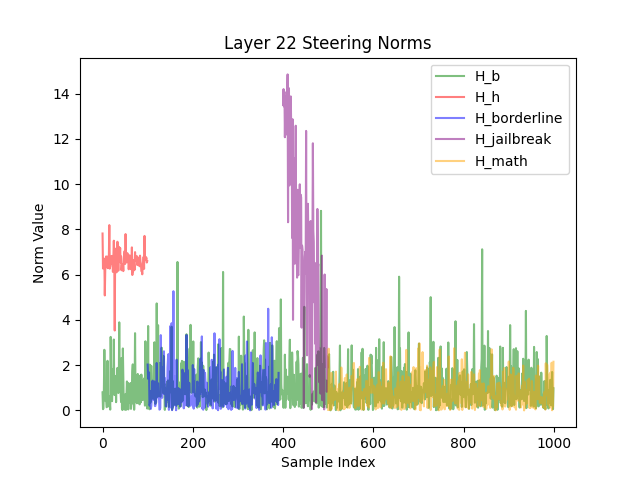 Layer 22 Steering Norms
H_b
H_h
H_borderline
H_jailbreak
H_math
Norm Value
14
12
10
8
6
4
2
0
0 200 400 600 800 1000
Sample Index